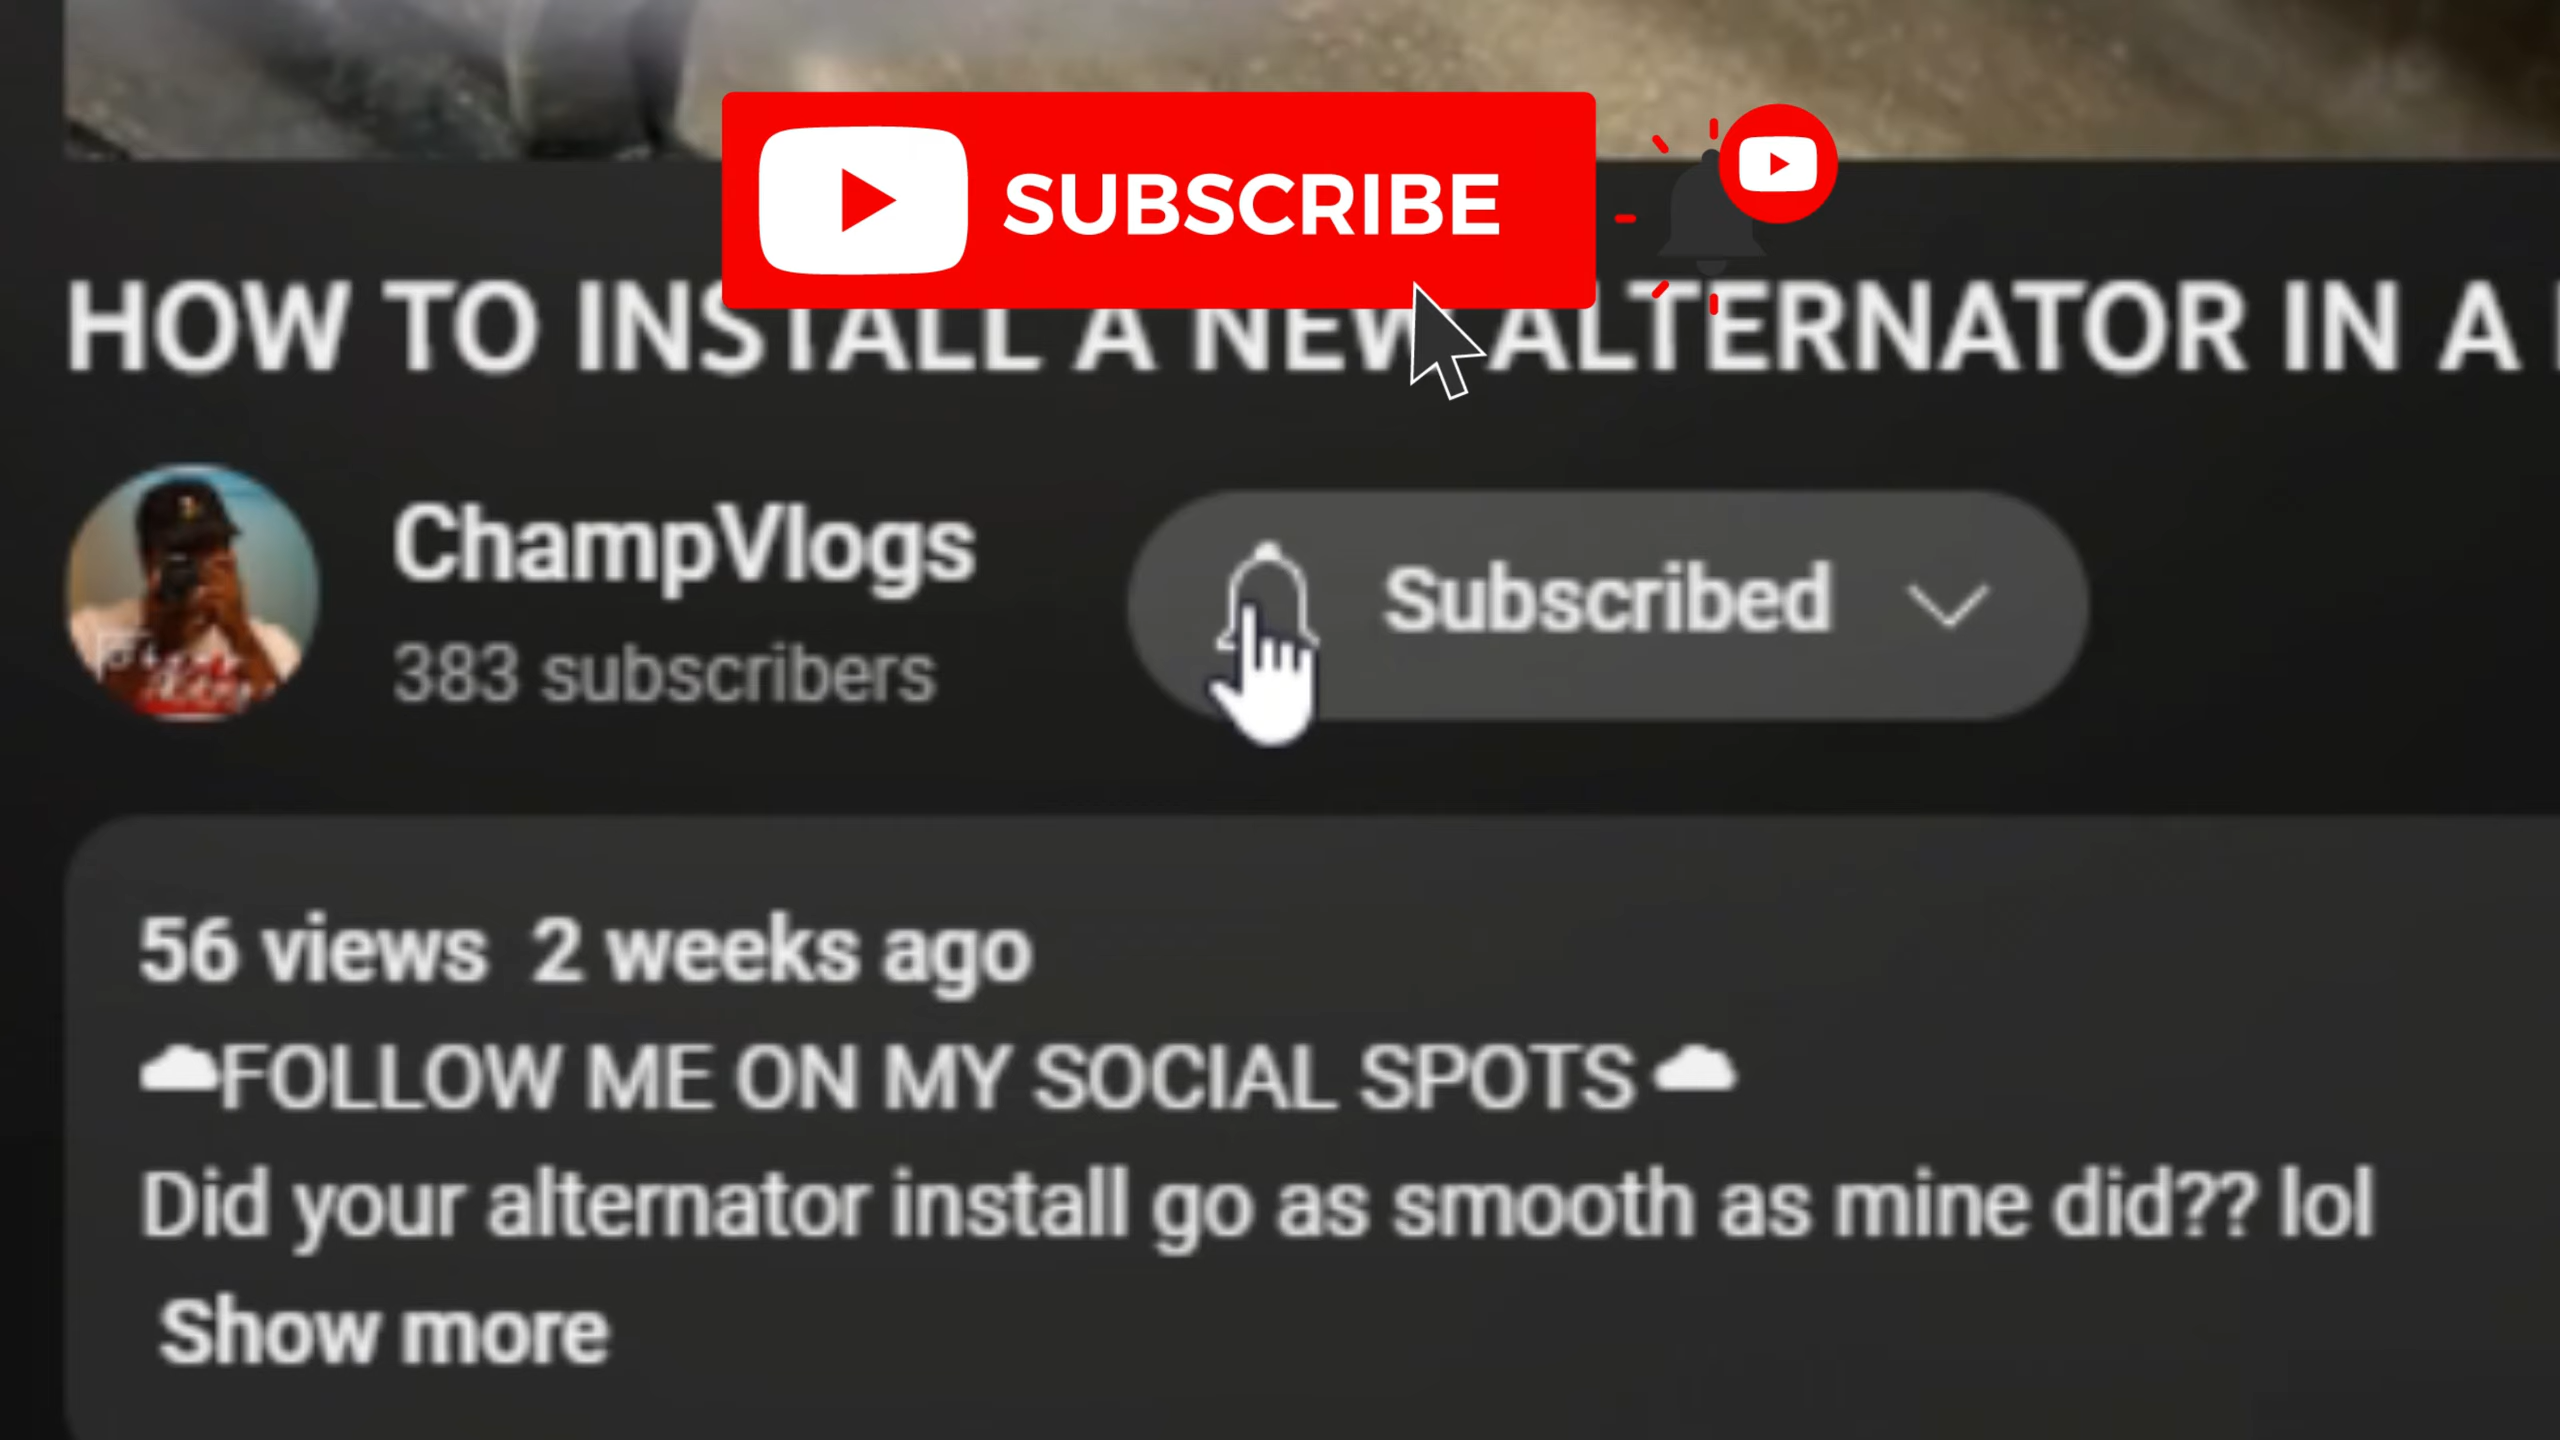 SUBSCRIBE
HOW TO INSTALL A NEW ALTERNATOR IN A
ChampVlogs
Subscribed
383 subscribers
56 views 2 weeks ago
☁FOLLOW ME ON MY SOCIAL SPOTS☁
Did your alternator install go as smooth as mine did?? lol
Show more